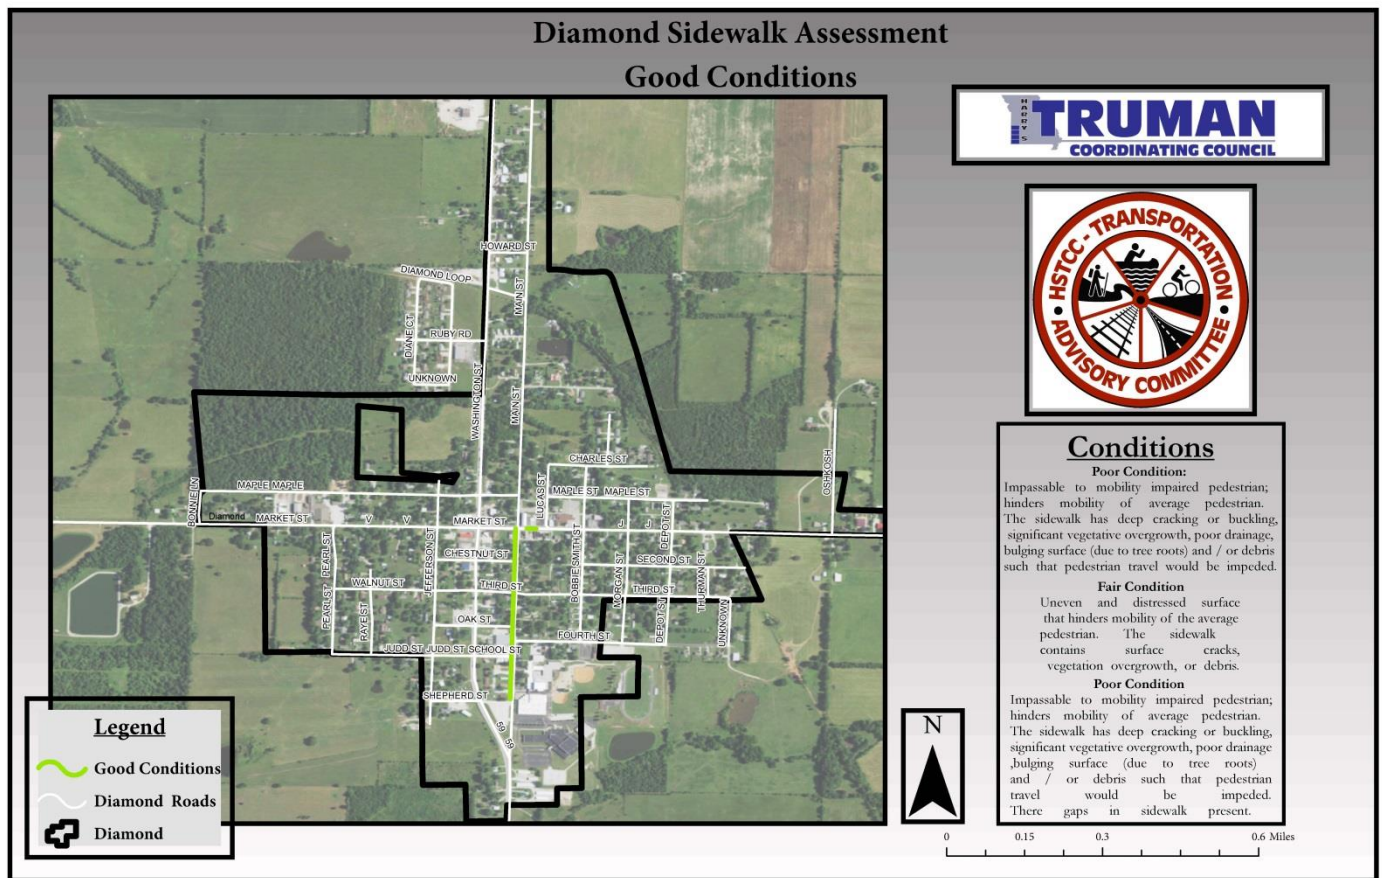 Diamond Sidewalk Assessment
Good Conditions
HARRY S
TRUMAN
COORDINATING COUNCIL
HSTCC - TRANSPORTATION
ADVISORY COMMITTEE
HOWARD ST
DIAMOND LOOP
MAIN ST
DIANE CT
RUBY RD
UNKNOWN
WASHINGTON ST
MAIN ST
CHARLES ST
LUCAS ST
OSHKOSH
BONNIE LN
MAPLE MAPLE
MAPLE ST MAPLE ST
Diamond
MARKET ST
V V
MARKET ST
J J
DEPOT ST
PEARL ST
PEARL ST
JEFFERSON ST
CHESTNUT ST
BOBBIE SMITH ST
MORGAN ST
SECOND ST
THURMAN ST
WALNUT ST
THIRD ST
THIRD ST
RAYE ST
OAK ST
DEPOT ST
UNKNOWN
FOURTH ST
JUDD ST JUDD ST SCHOOL ST
SHEPHERD ST
59 59
Legend
Good Conditions
Diamond Roads
Diamond
Conditions
Poor Condition:
Impassable to mobility impaired pedestrian;
hinders mobility of average pedestrian.
The sidewalk has deep cracking or buckling,
significant vegetative overgrowth, poor drainage,
bulging surface (due to tree roots) and / or debris
such that pedestrian travel would be impeded.
Fair Condition
Uneven and distressed surface
that hinders mobility of the average
pedestrian. The sidewalk
contains surface cracks,
vegetation overgrowth, or debris.
Poor Condition
Impassable to mobility impaired pedestrian;
hinders mobility of average pedestrian.
The sidewalk has deep cracking or buckling,
significant vegetative overgrowth, poor drainage
,bulging surface (due to tree roots)
and / or debris such that pedestrian
travel would be impeded.
There gaps in sidewalk present.
N
0 0.15 0.3 0.6 Miles